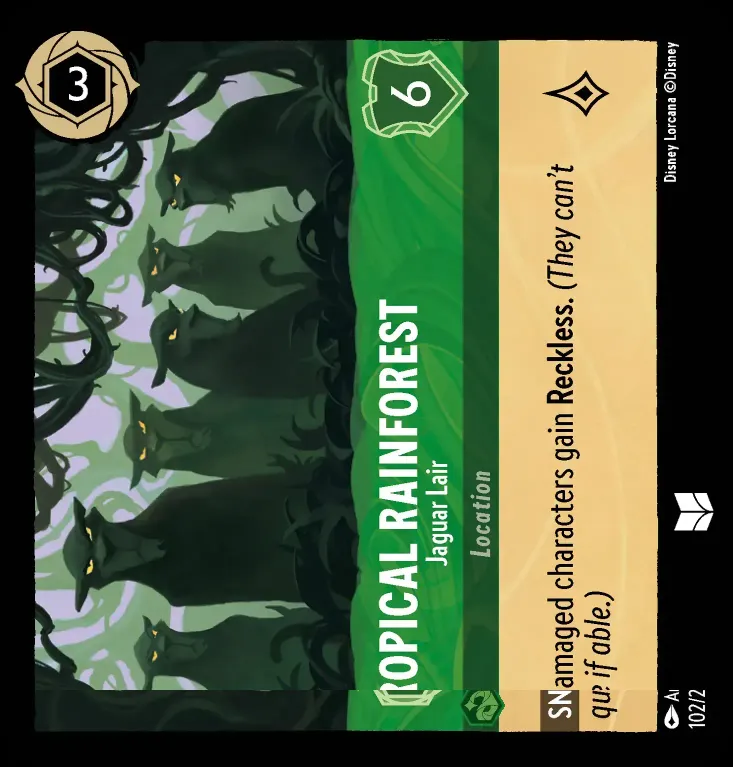 3
6
ROPICAL RAINFOREST
Jaguar Lair
Location
SN amaged characters gain Reckless. (They can't
qu if able.)
Ai
102/2
Disney Lorcana ©Disney